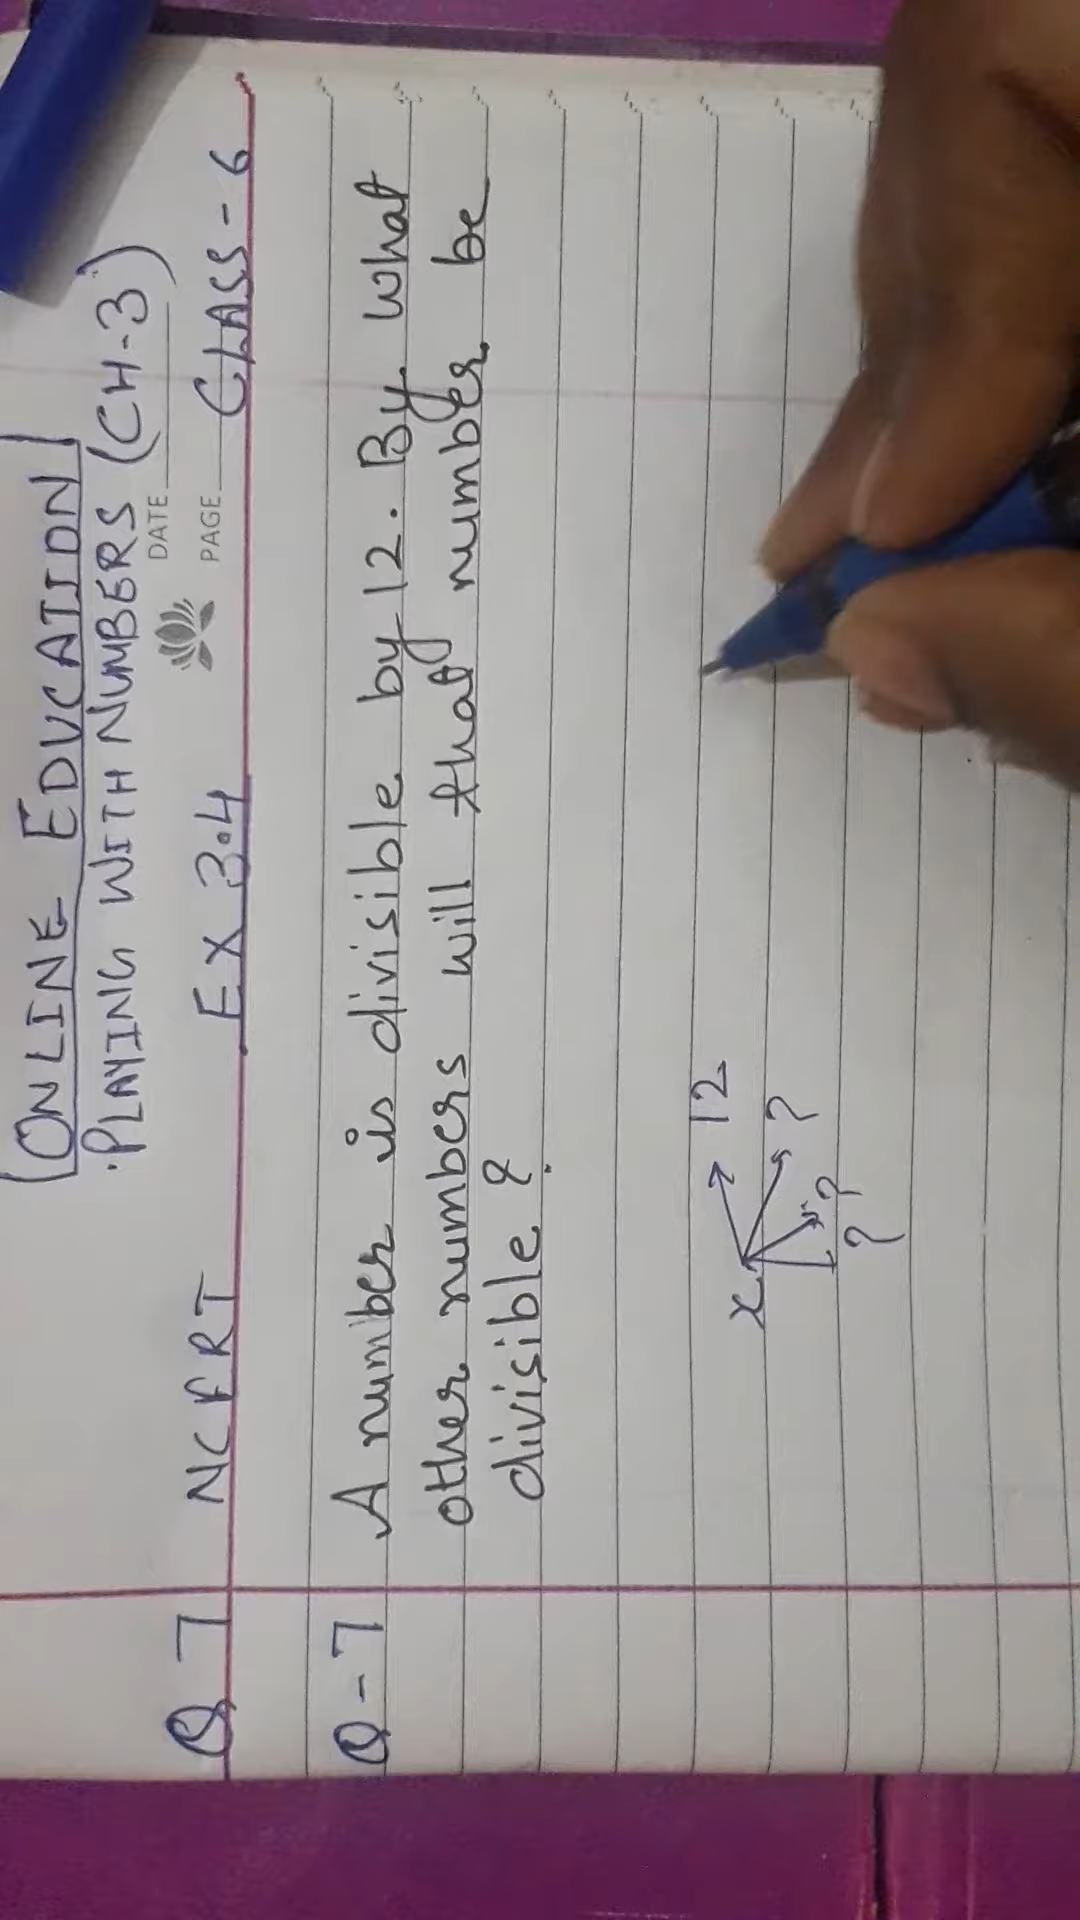 ONLINE EDUCATION
PLAYING WITH NUMBERS (CH-3)
DATE
PAGE
Q 7 NCERT EX 3.4 CLASS-6
Q-7 A number is divisible by 12. By what
other numbers will that number be
divisible ?
x 12
?
?
?